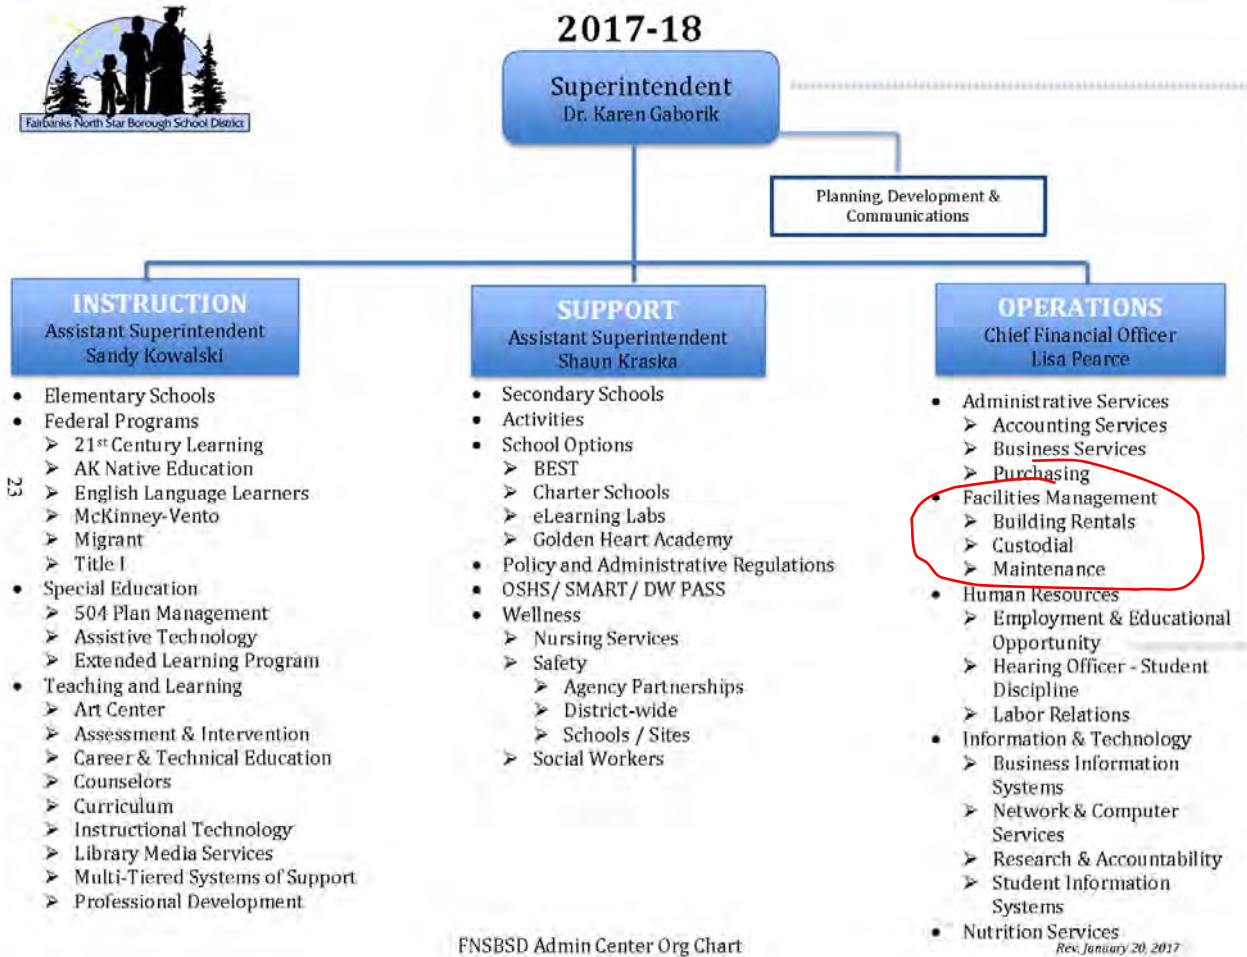 Fairbanks North Star Borough School District
2017-18
Superintendent
Dr. Karen Gaborik
Planning, Development &
Communications
INSTRUCTION
Assistant Superintendent
Sandy Kowalski
• Elementary Schools
• Federal Programs
➢ 21st Century Learning
➢ AK Native Education
➢ English Language Learners
➢ McKinney-Vento
➢ Migrant
➢ Title I
• Special Education
➢ 504 Plan Management
➢ Assistive Technology
➢ Extended Learning Program
• Teaching and Learning
➢ Art Center
➢ Assessment & Intervention
➢ Career & Technical Education
➢ Counselors
➢ Curriculum
➢ Instructional Technology
➢ Library Media Services
➢ Multi-Tiered Systems of Support
➢ Professional Development
23
SUPPORT
Assistant Superintendent
Shaun Kraska
• Secondary Schools
• Activities
• School Options
➢ BEST
➢ Charter Schools
➢ eLearning Labs
➢ Golden Heart Academy
• Policy and Administrative Regulations
• OSHS/ SMART/ DW PASS
• Wellness
➢ Nursing Services
➢ Safety
➢ Agency Partnerships
➢ District-wide
➢ Schools / Sites
➢ Social Workers
OPERATIONS
Chief Financial Officer
Lisa Pearce
• Administrative Services
➢ Accounting Services
➢ Business Services
➢ Purchasing
• Facilities Management
➢ Building Rentals
➢ Custodial
➢ Maintenance
• Human Resources
➢ Employment & Educational
Opportunity
➢ Hearing Officer - Student
Discipline
➢ Labor Relations
• Information & Technology
➢ Business Information
Systems
➢ Network & Computer
Services
➢ Research & Accountability
➢ Student Information
Systems
• Nutrition Services
FNSBSD Admin Center Org Chart
Rev. January 20, 2017